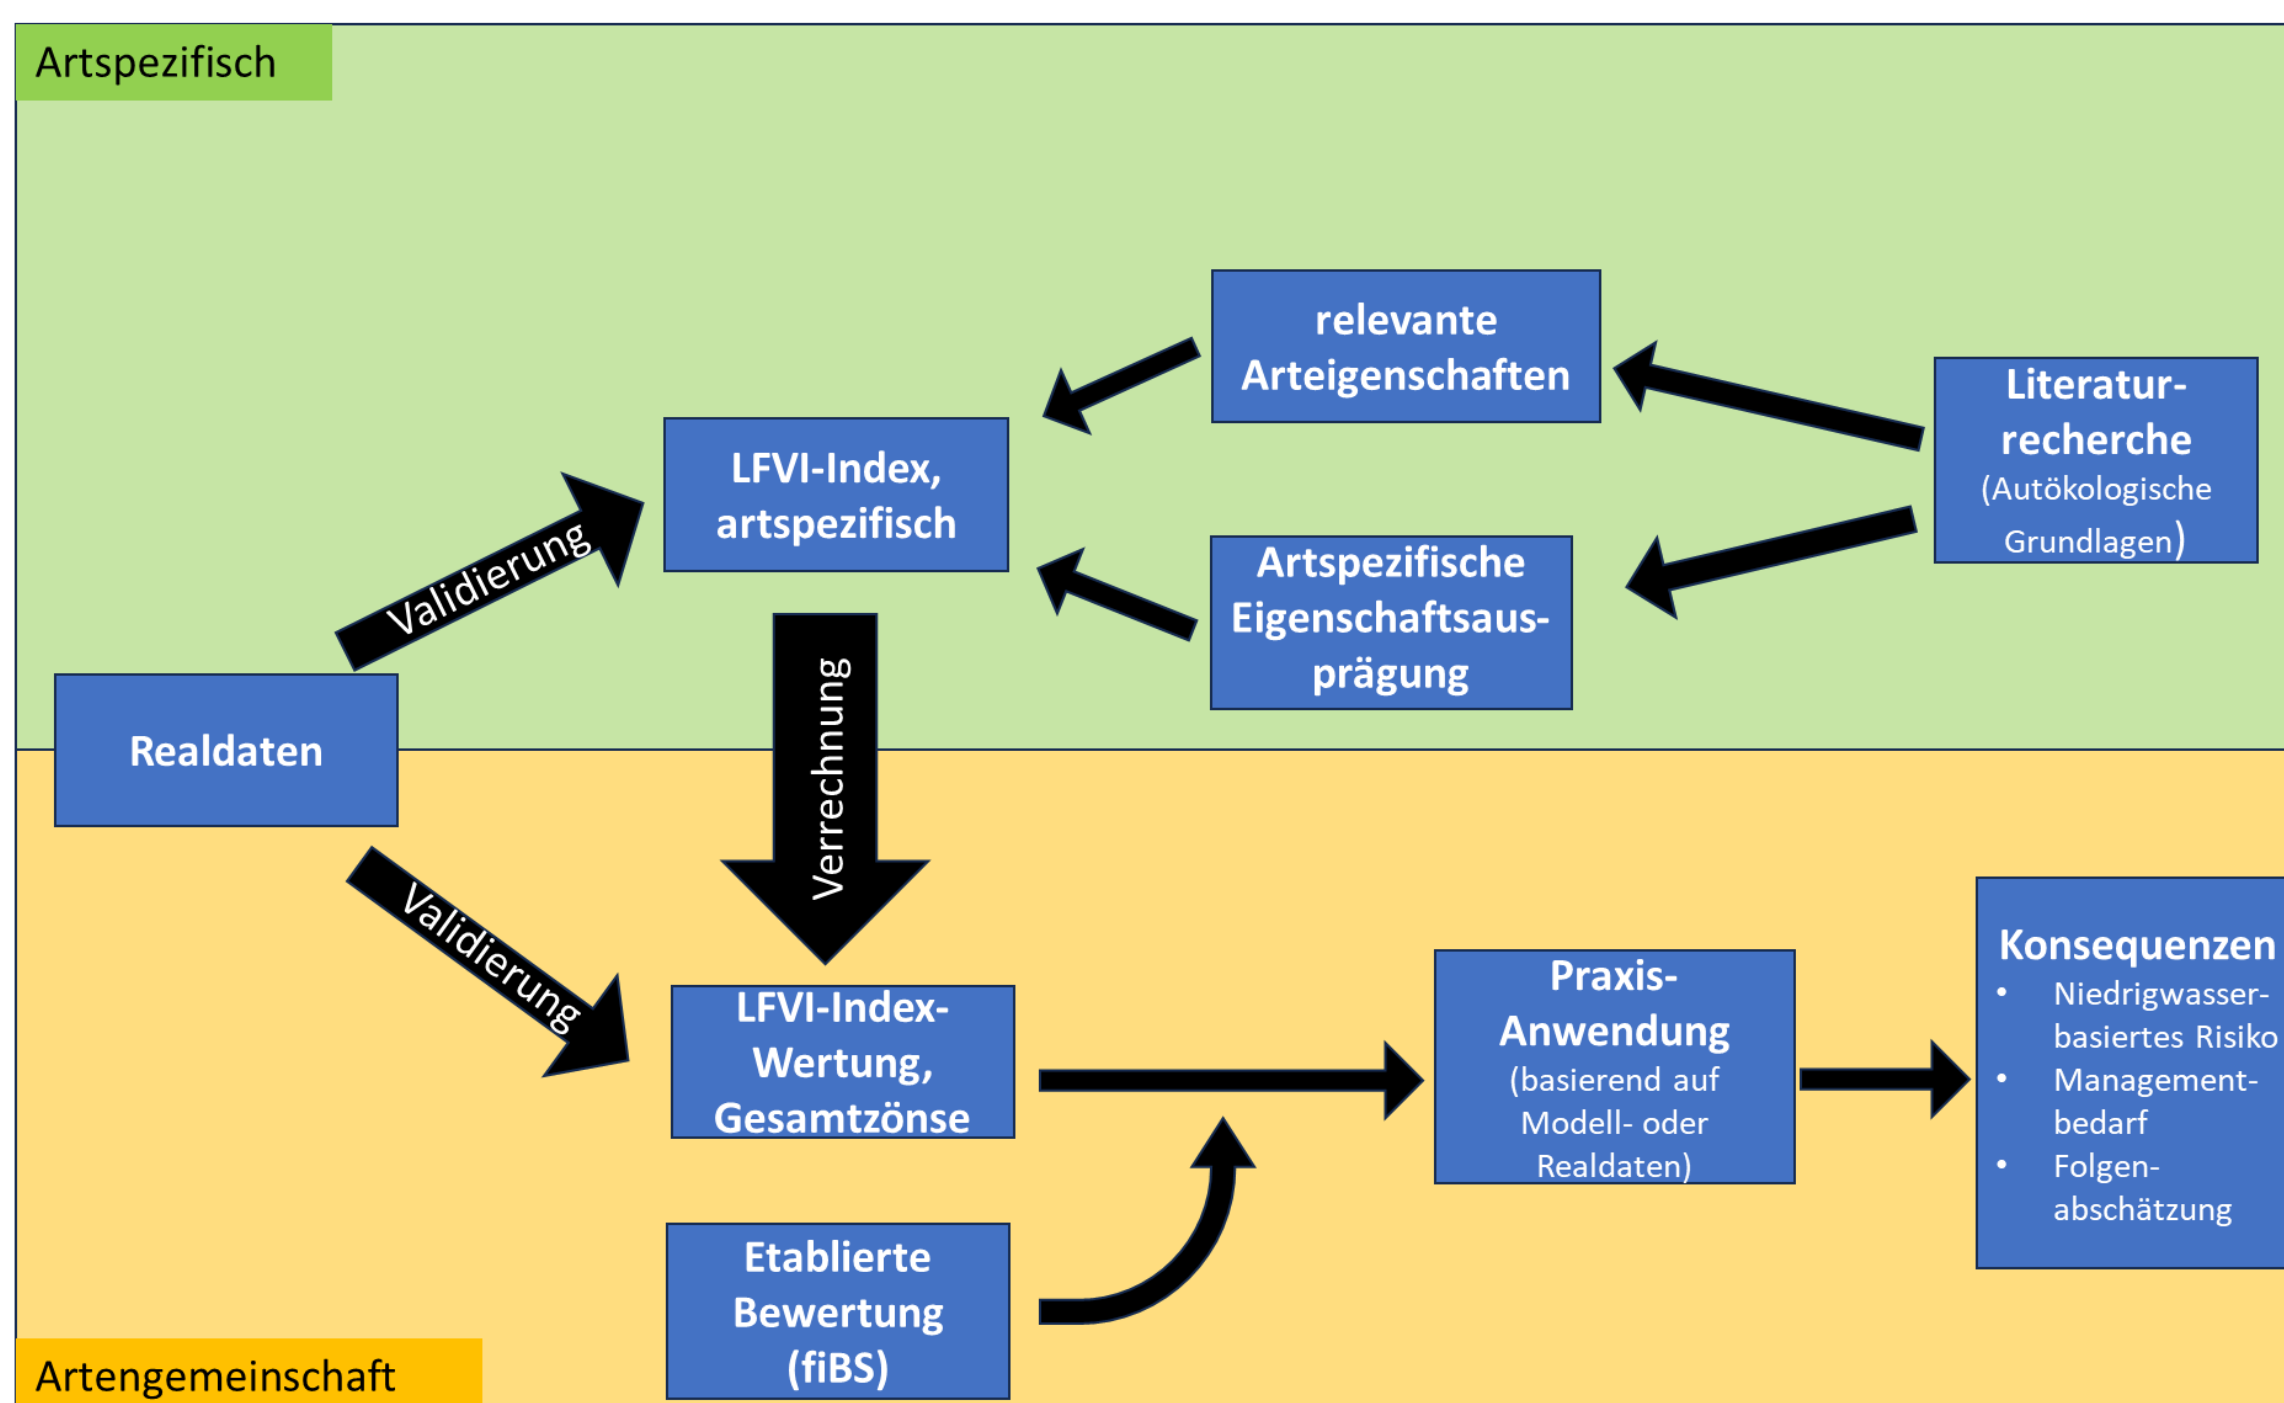 Artspezifisch
relevante
Arteigenschaften
Literatur-
recherche
(Autökologische
Grundlagen)
LFVI-Index,
artspezifisch
Artspezifische
Eigenschaftsaus-
prägung
Validierung
Verrechnung
Realdaten
Validierung
LFVI-Index-
Wertung,
Gesamtzönse
Praxis-
Anwendung
(basierend auf
Modell- oder
Realdaten)
Konsequenzen
• Niedrigwasser-
basiertes Risiko
• Management-
bedarf
• Folgen-
abschätzung
Etablierte
Bewertung
(fiBS)
Artengemeinschaft